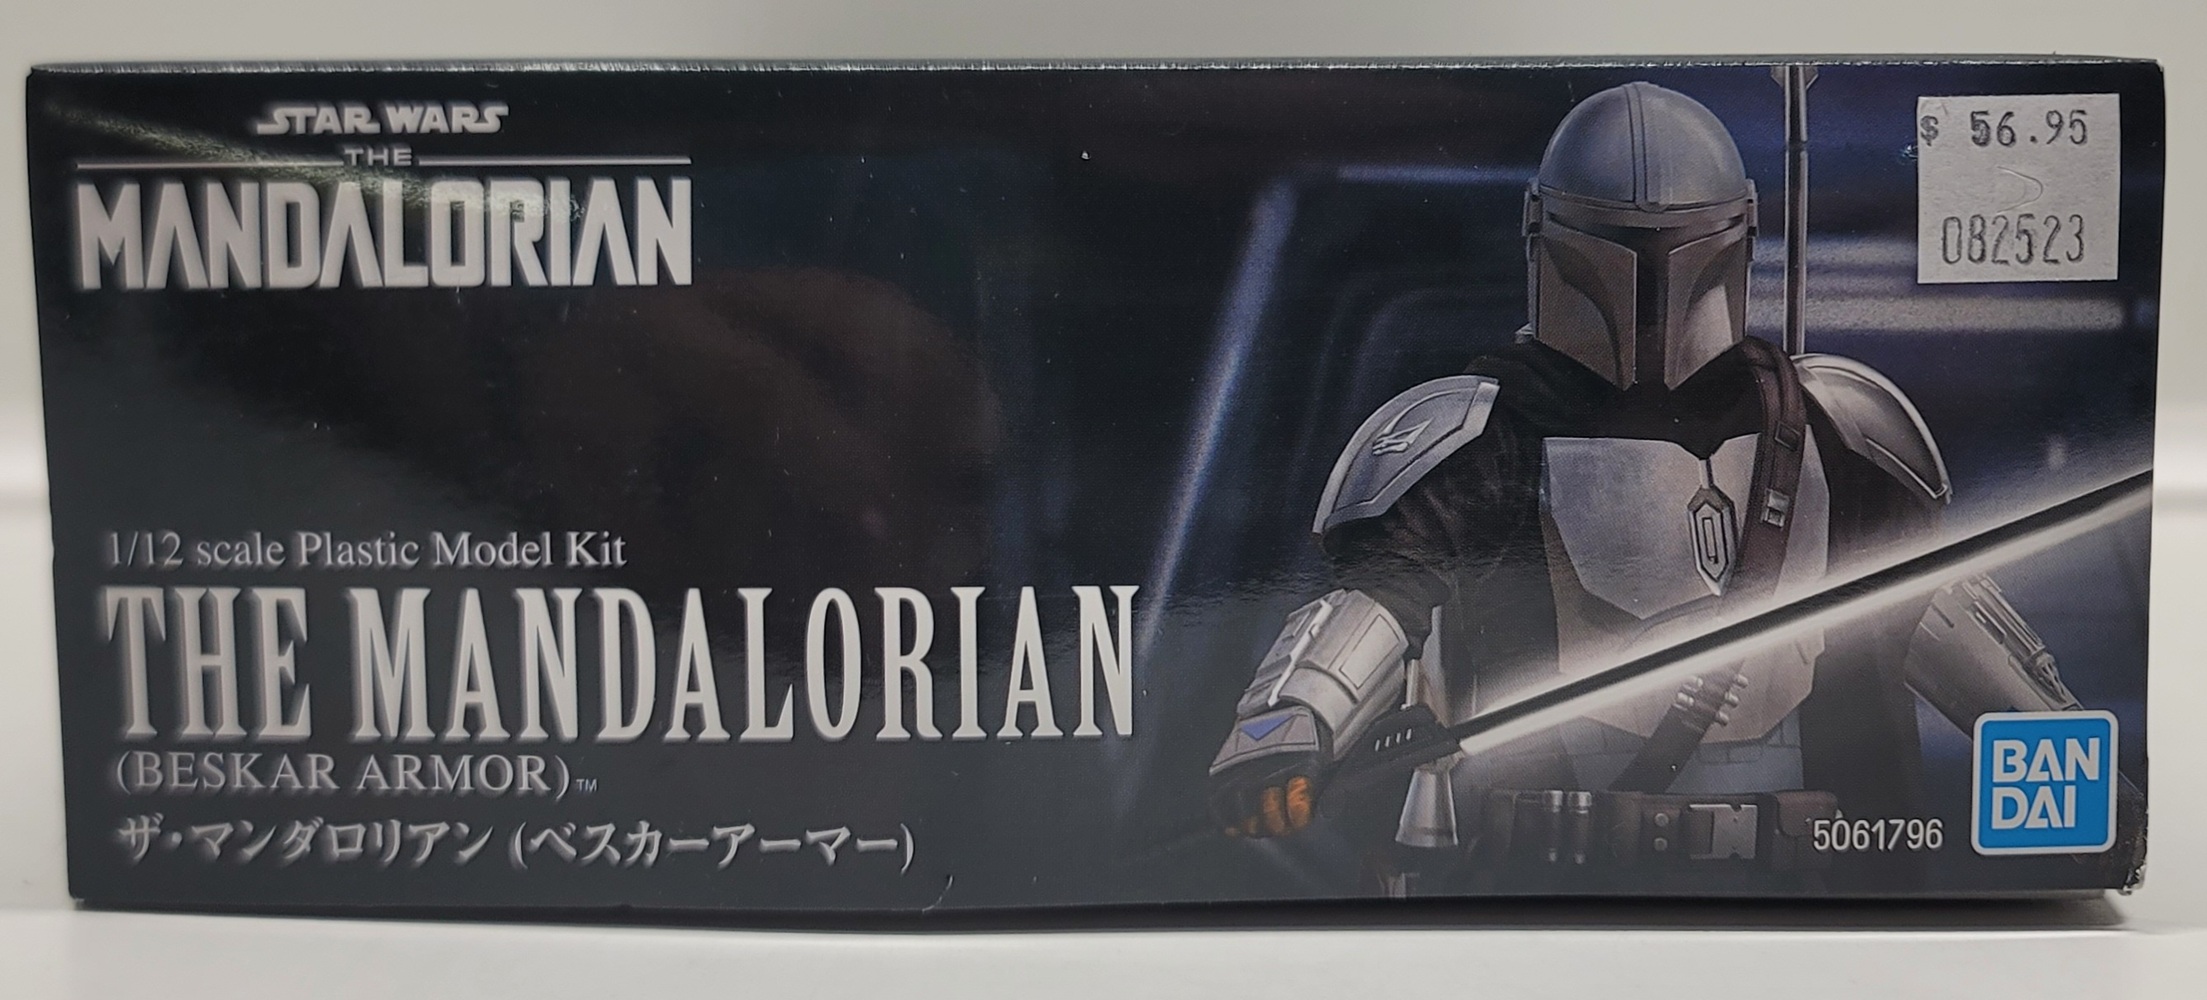 STAR WARS
THE
MANDALORIAN
$ 56.95
082523
1/12 scale Plastic Model Kit
THE MANDALORIAN
(BESKAR ARMOR)™
ザ・マンダロリアン (ベスカーアーマー)
5061796
BAN
DAI